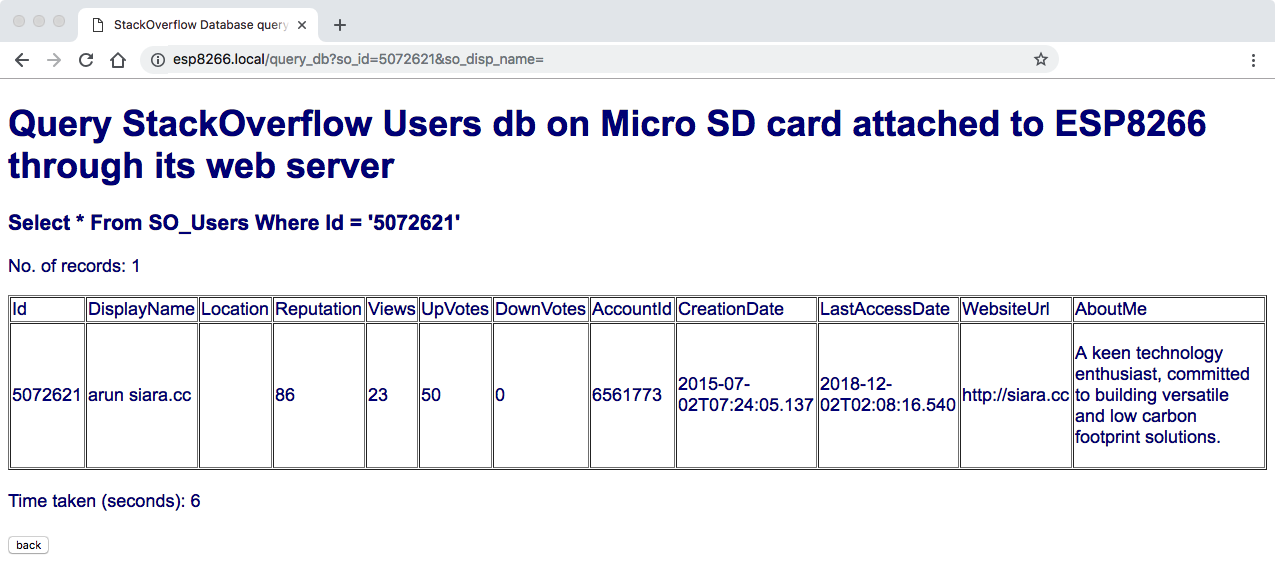 StackOverflow Database query
esp8266.local/query_db?so_id=5072621&so_disp_name=
Query StackOverflow Users db on Micro SD card attached to ESP8266
through its web server
Select * From SO_Users Where Id = '5072621'
No. of records: 1
Id DisplayName Location Reputation Views UpVotes DownVotes AccountId CreationDate LastAccessDate WebsiteUrl AboutMe
5072621 arun siara.cc 86 23 50 0 6561773 2015-07-
02T07:24:05.137 2018-12-
02T02:08:16.540 http://siara.cc A keen technology
enthusiast, committed
to building versatile
and low carbon
footprint solutions.
Time taken (seconds): 6
back